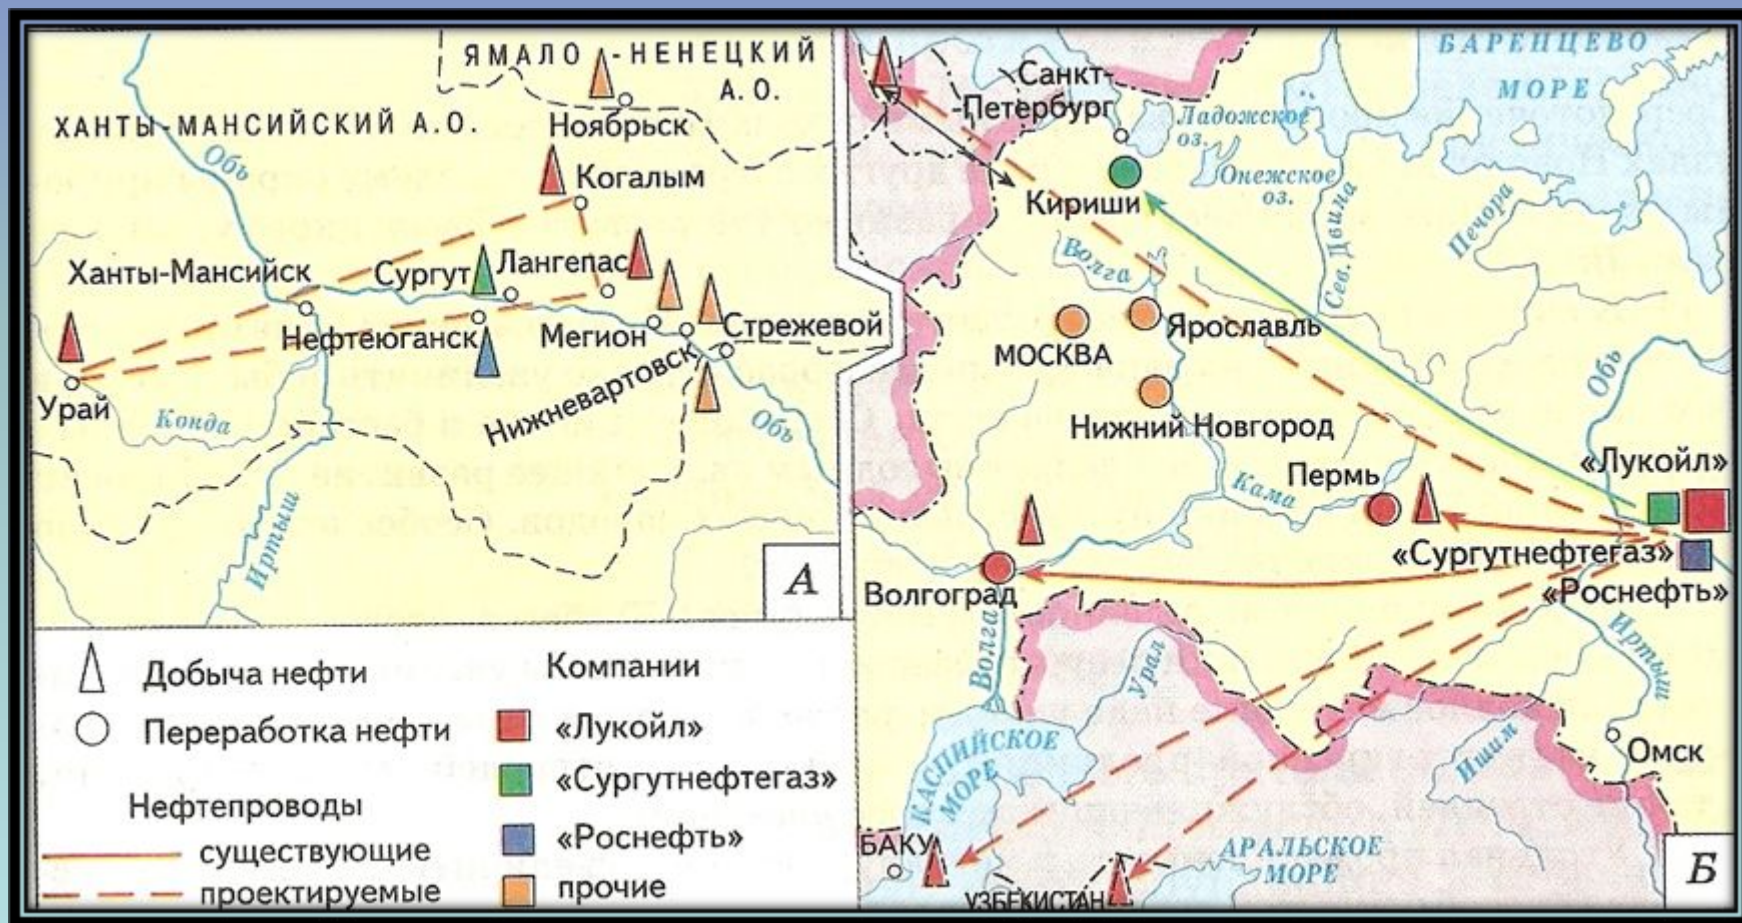 ЯМАЛО-НЕНЕЦКИЙ
А.О.
ХАНТЫ-МАНСИЙСКИЙ А.О.
Обь
Ноябрьск
Когалым
Ханты-Мансийск
Сургут
Лангепас
Нефтеюганск
Мегион
Стрежевой
Нижневартовск
Урай
Конда
Обь
Иртыш
А
Добыча нефти
Переработка нефти
Нефтепроводы
существующие
проектируемые
Компании
«Лукойл»
«Сургутнефтегаз»
«Роснефть»
прочие
БАРЕНЦЕВО
МОРЕ
Санкт-
-Петербург
Ладожское
оз.
Онежское
оз.
Кириши
Волга
Сев. Двина
Печора
Ярославль
МОСКВА
Обь
Нижний Новгород
«Лукойл»
Пермь
Кама
«Сургутнефтегаз»
Волгоград
«Роснефть»
Волга
Урал
Иртыш
КАСПИЙСКОЕ
МОРЕ
Ишим
Омск
БАКУ
АРАЛЬСКОЕ
МОРЕ
УЗБЕКИСТАН
Б